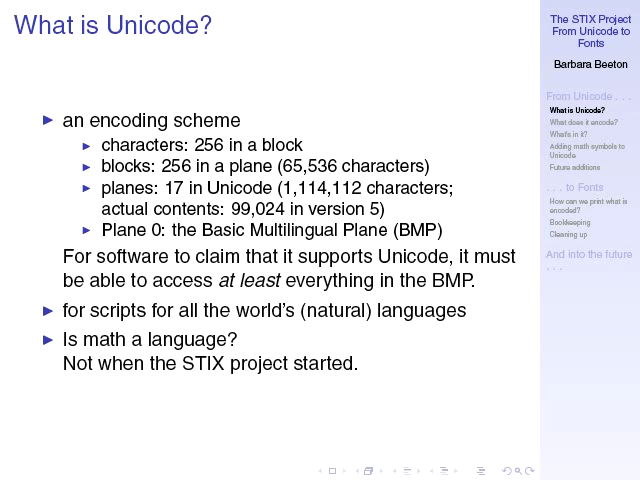 What is Unicode?
an encoding scheme
characters: 256 in a block
blocks: 256 in a plane (65,536 characters)
planes: 17 in Unicode (1,114,112 characters;
actual contents: 99,024 in version 5)
Plane 0: the Basic Multilingual Plane (BMP)
For software to claim that it supports Unicode, it must
be able to access at least everything in the BMP.
for scripts for all the world's (natural) languages
Is math a language?
Not when the STIX project started.
The STIX Project
From Unicode to
Fonts
Barbara Beeton
From Unicode . . .
What is Unicode?
What does it encode?
What's in it?
Adding math symbols to
Unicode
Future additions
. . . to Fonts
How can we print what is
encoded?
Bookkeeping
Cleaning up
And into the future
. . .